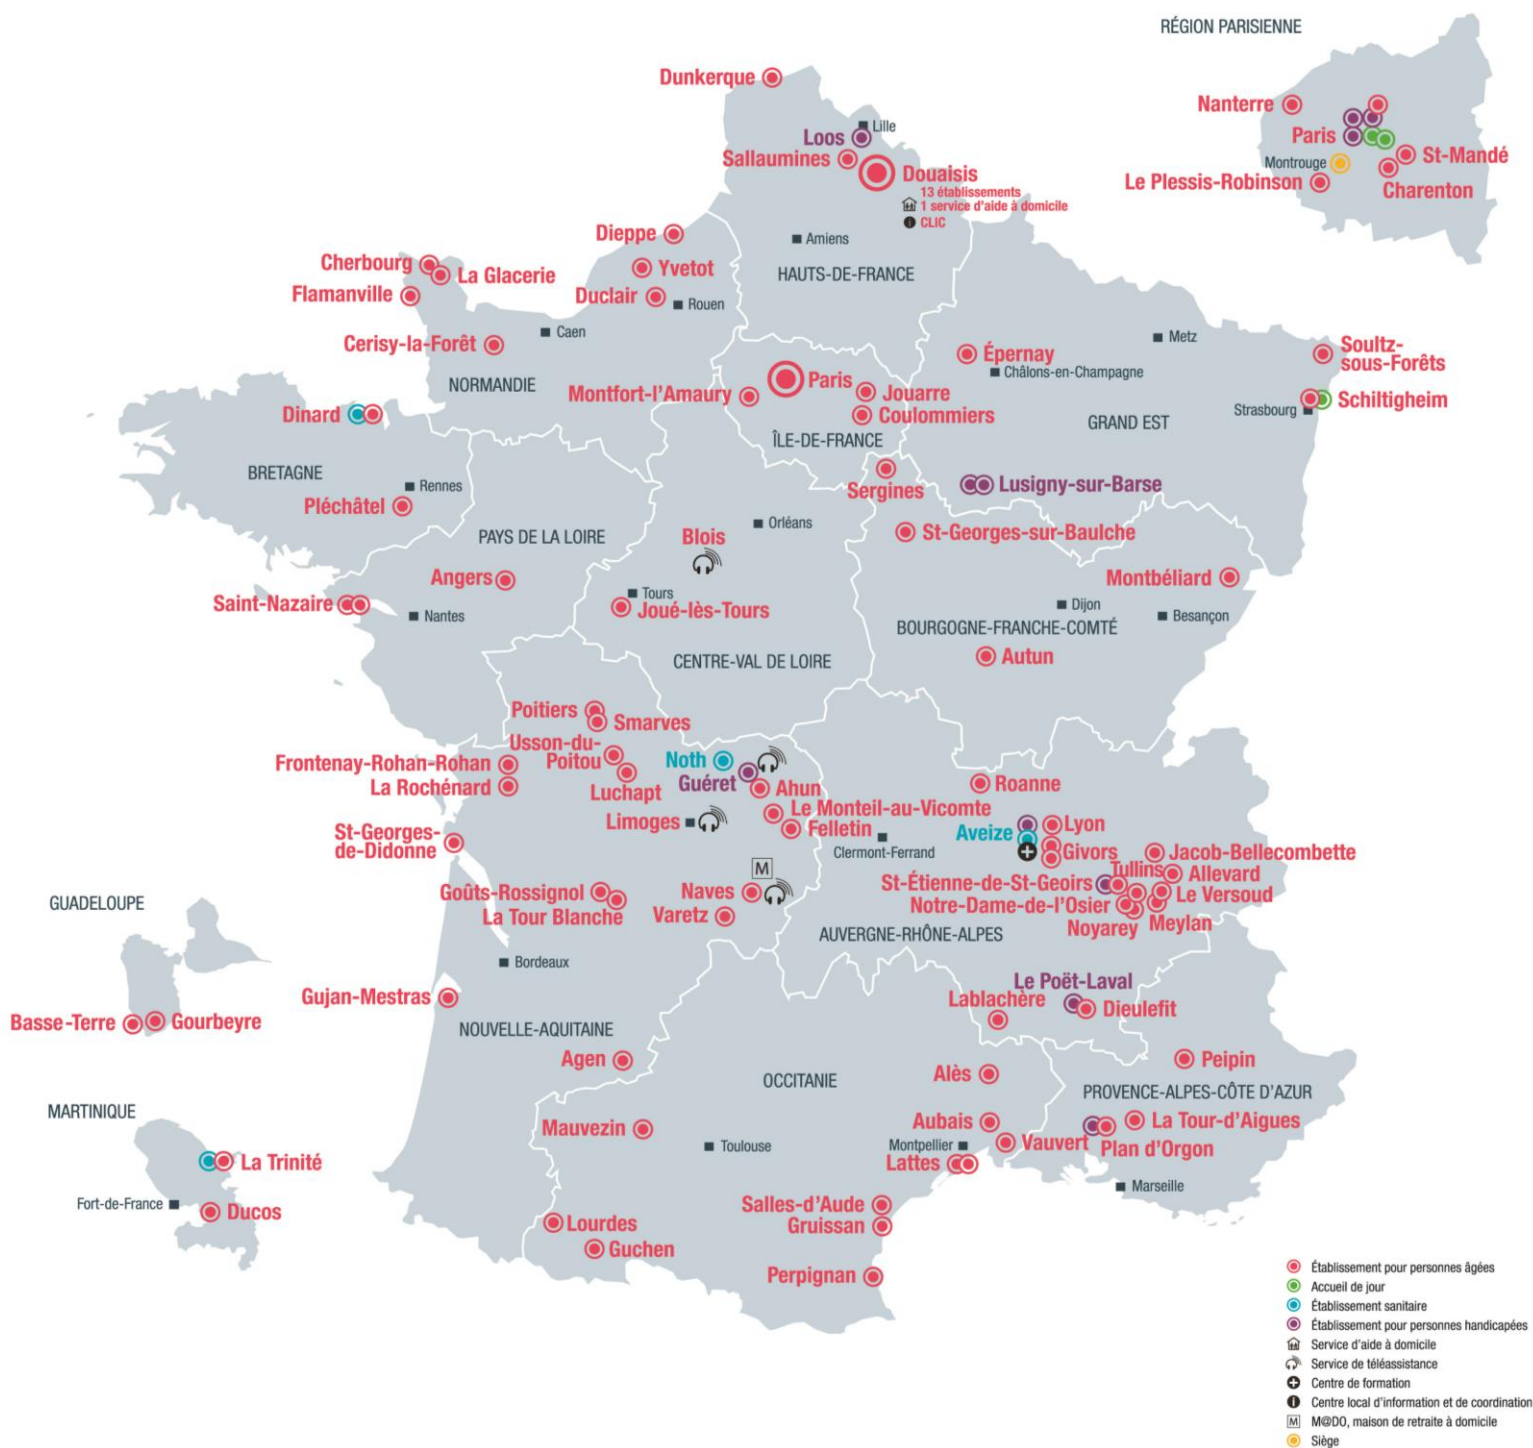 RÉGION PARISIENNE
Nanterre
Paris
Montrouge
St-Mandé
Le Plessis-Robinson
Charenton
Dunkerque
Lille
Loos
Sallaumines
Douaisis
13 établissements
1 service d'aide à domicile
CLIC
Amiens
HAUTS-DE-FRANCE
Dieppe
Yvetot
Duclair
Rouen
Cherbourg
La Glacerie
Flamanville
Caen
Cerisy-la-Forêt
NORMANDIE
Metz
Épernay
Châlons-en-Champagne
Soultz-
sous-Forêts
Strasbourg
Schiltigheim
GRAND EST
Lusigny-sur-Barse
Paris
Montfort-l'Amaury
Jouarre
Coulommiers
ÎLE-DE-FRANCE
Dinard
BRETAGNE
Rennes
Pléchâtel
PAYS DE LA LOIRE
Angers
Saint-Nazaire
Nantes
Sergines
Orléans
Blois
Tours
Joué-lès-Tours
CENTRE-VAL DE LOIRE
St-Georges-sur-Baulche
Montbéliard
Dijon
Besançon
BOURGOGNE-FRANCHE-COMTÉ
Autun
Poitiers
Smarves
Usson-du-
Poitou
Frontenay-Rohan-Rohan
La Rochénard
Luchapt
Noth
Guéret
Ahun
Le Monteil-au-Vicomte
Felletin
Limoges
St-Georges-
de-Didonne
M
Goûts-Rossignol
La Tour Blanche
Naves
Varetz
Bordeaux
Gujan-Mestras
NOUVELLE-AQUITAINE
Agen
Roanne
Clermont-Ferrand
Aveize
Lyon
Givors
Jacob-Bellecombette
Tullins
Allevard
St-Étienne-de-St-Geoirs
Le Versoud
Notre-Dame-de-l'Osier
Noyarey
Meylan
AUVERGNE-RHÔNE-ALPES
Le Poët-Laval
Lablachère
Dieulefit
GUADELOUPE
Basse-Terre
Gourbeyre
MARTINIQUE
La Trinité
Fort-de-France
Ducos
OCCITANIE
Alès
Aubais
Mauvezin
Toulouse
Montpellier
Vauvert
Lattes
Salles-d'Aude
Gruissan
Lourdes
Guchen
Perpignan
Peipin
PROVENCE-ALPES-CÔTE D'AZUR
La Tour-d'Aigues
Plan d'Orgon
Marseille
Établissement pour personnes âgées
Accueil de jour
Établissement sanitaire
Établissement pour personnes handicapées
Service d'aide à domicile
Service de téléassistance
Centre de formation
Centre local d'information et de coordination
M M@DO, maison de retraite à domicile
Siège